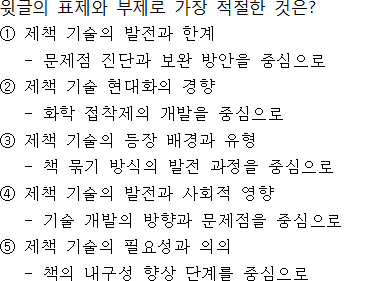 윗글의 표제와 부제로 가장 적절한 것은?
① 제책 기술의 발전과 한계
- 문제점 진단과 보완 방안을 중심으로
② 제책 기술 현대화의 경향
- 화학 접착제의 개발을 중심으로
③ 제책 기술의 등장 배경과 유형
- 책 묶기 방식의 발전 과정을 중심으로
④ 제책 기술의 발전과 사회적 영향
- 기술 개발의 방향과 문제점을 중심으로
⑤ 제책 기술의 필요성과 의의
- 책의 내구성 향상 단계를 중심으로